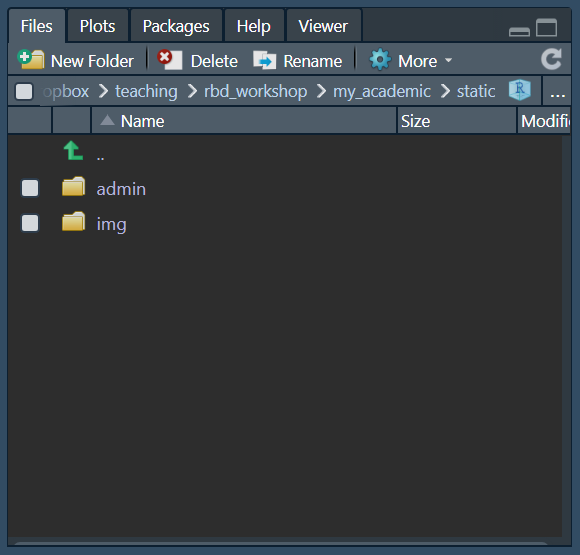 Files Plots Packages Help Viewer
New Folder Delete Rename More
opbox teaching rbd_workshop my_academic static R ...
Name Size Modifi
..
admin
img